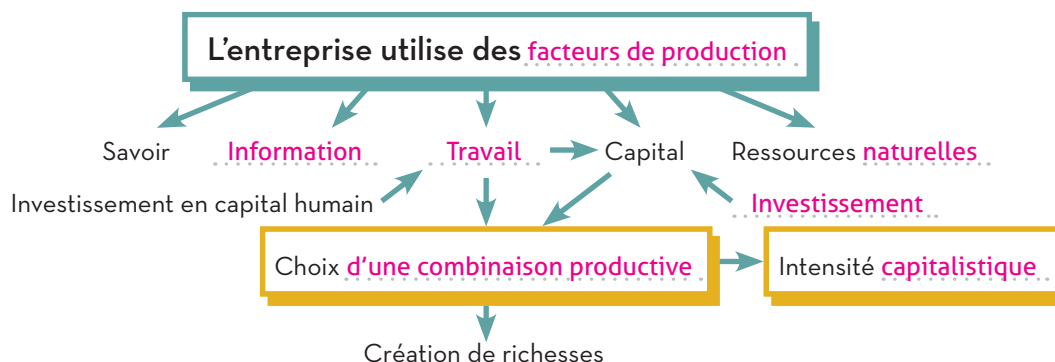 L'entreprise utilise des facteurs de production
Savoir Information Travail Capital Ressources naturelles
Investissement en capital humain Investissement
Choix d'une combinaison productive Intensité capitalistique
Création de richesses